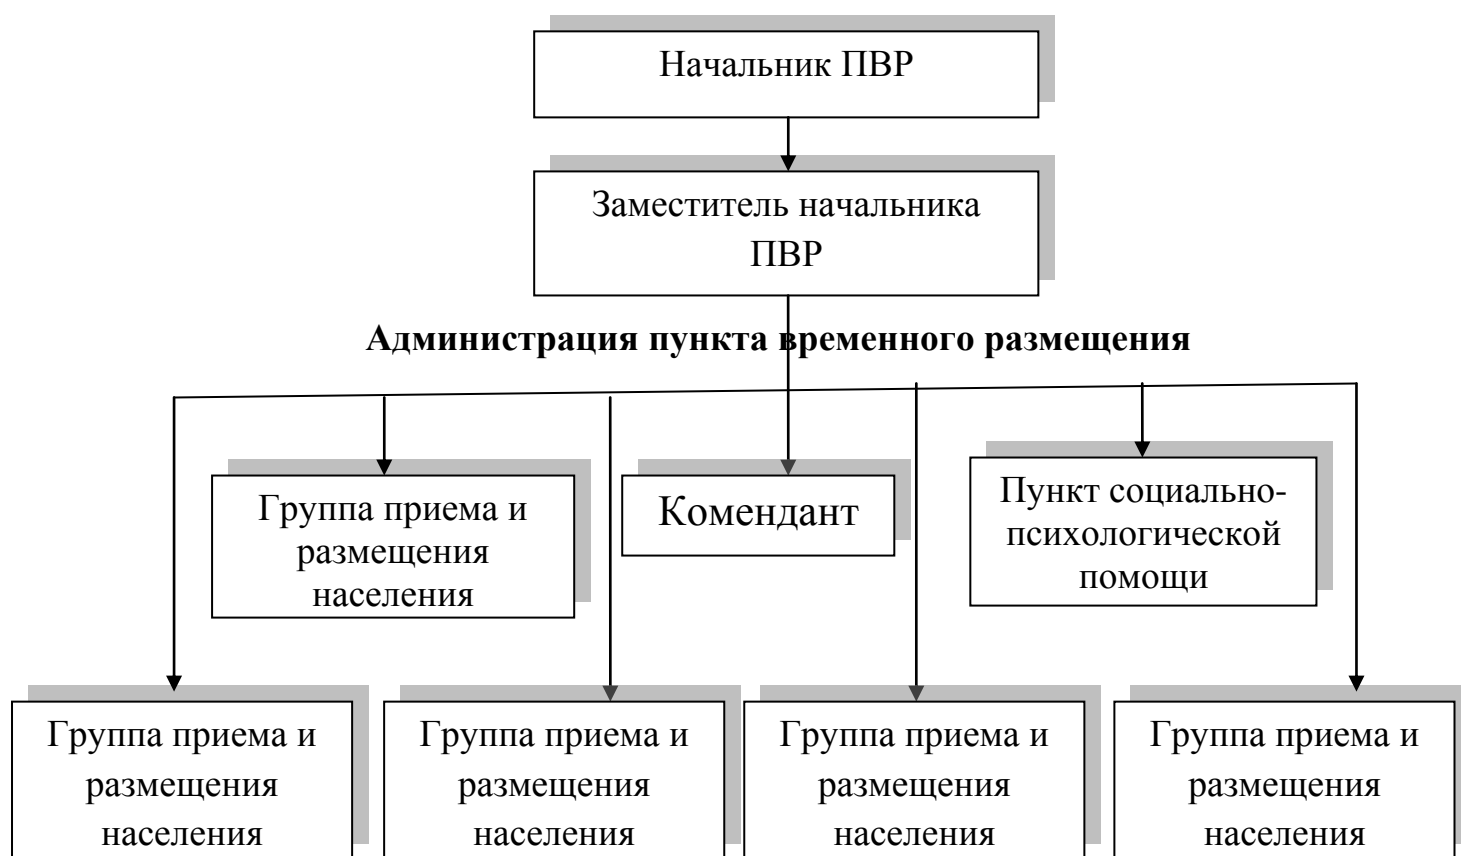 Начальник ПВР
Заместитель начальника
ПВР
Администрация пункта временного размещения
Группа приема и
размещения
населения
Комендант
Пункт социально-
психологической
помощи
Группа приема и
размещения
населения
Группа приема и
размещения
населения
Группа приема и
размещения
населения
Группа приема и
размещения
населения